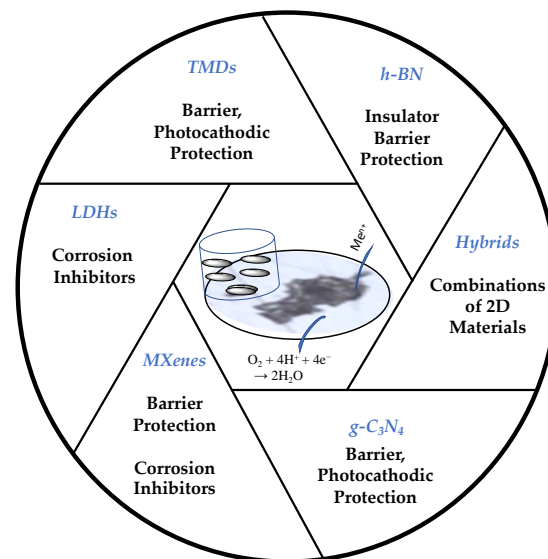 TMDs
Barrier,
Photocathodic
Protection
h-BN
Insulator
Barrier
Protection
LDHs
Corrosion
Inhibitors
Hybrids
Combinations
of 2D
Materials
Meⁿ⁺
O₂ + 4H⁺ + 4e⁻
→ 2H₂O
MXenes
Barrier
Protection
Corrosion
Inhibitors
g-C₃N₄
Barrier,
Photocathodic
Protection